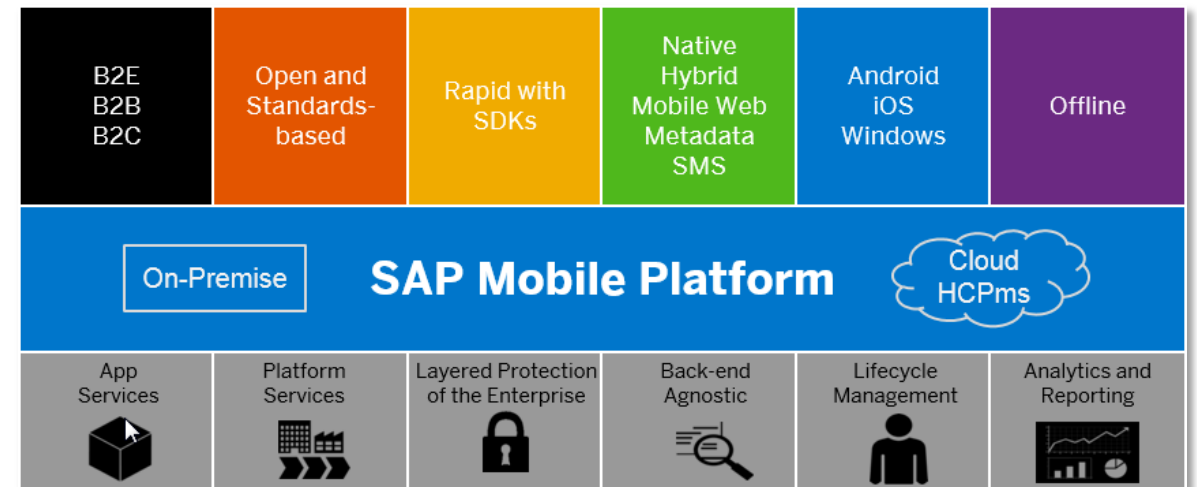 B2E
B2B
B2C
Open and
Standards-
based
Rapid with
SDKs
Native
Hybrid
Mobile Web
Metadata
SMS
Android
iOS
Windows
Offline
On-Premise
SAP Mobile Platform
Cloud
HCPms
App
Services
Platform
Services
Layered Protection
of the Enterprise
Back-end
Agnostic
Lifecycle
Management
Analytics and
Reporting